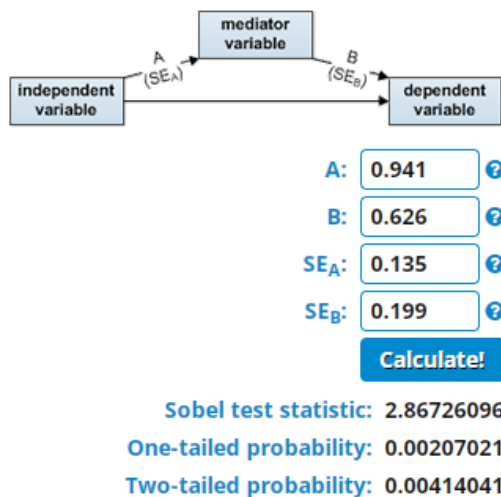 mediator
variable
A
(SEA)
B
(SEB)
independent
variable
dependent
variable
A: 0.941 ?
B: 0.626 ?
SEA: 0.135 ?
SEB: 0.199 ?
Calculate!
Sobel test statistic: 2.86726096
One-tailed probability: 0.00207021
Two-tailed probability: 0.00414041